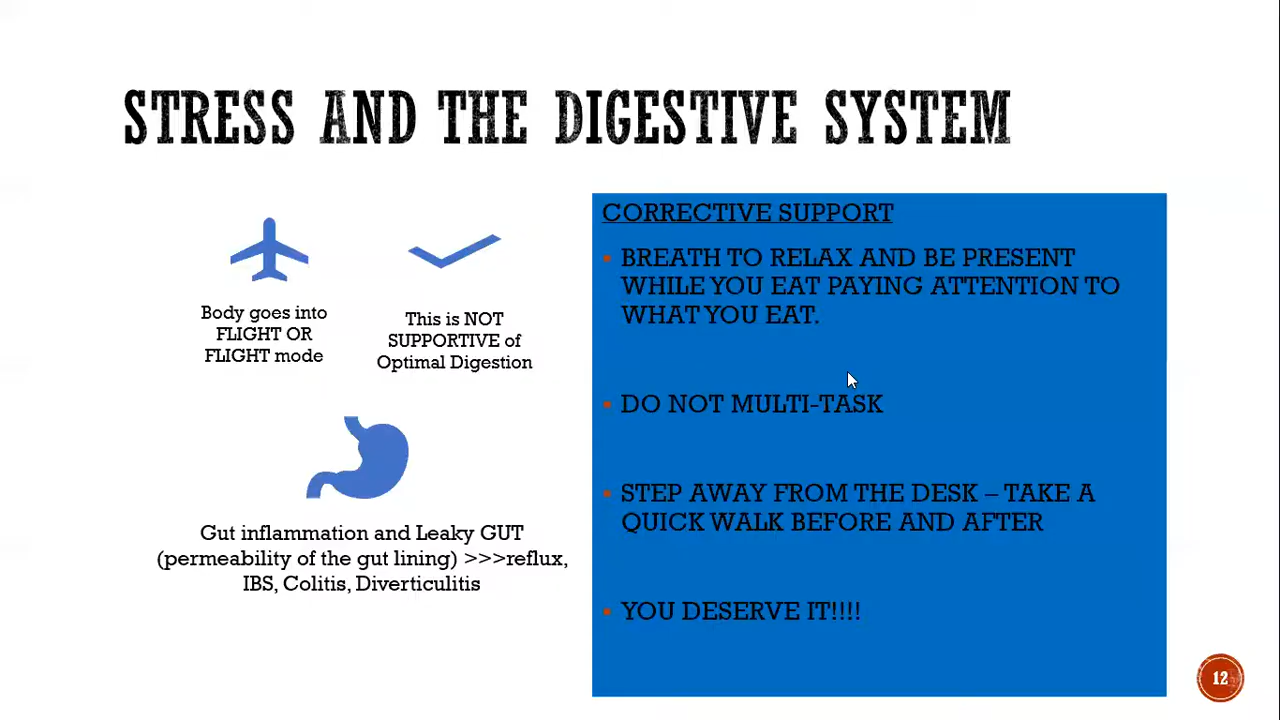 STRESS AND THE DIGESTIVE SYSTEM
Body goes into
FLIGHT OR
FLIGHT mode
This is NOT
SUPPORTIVE of
Optimal Digestion
Gut inflammation and Leaky GUT
(permeability of the gut lining) >>>reflux,
IBS, Colitis, Diverticulitis
CORRECTIVE SUPPORT
▪ BREATH TO RELAX AND BE PRESENT
WHILE YOU EAT PAYING ATTENTION TO
WHAT YOU EAT.
▪ DO NOT MULTI-TASK
▪ STEP AWAY FROM THE DESK – TAKE A
QUICK WALK BEFORE AND AFTER
▪ YOU DESERVE IT!!!!
12